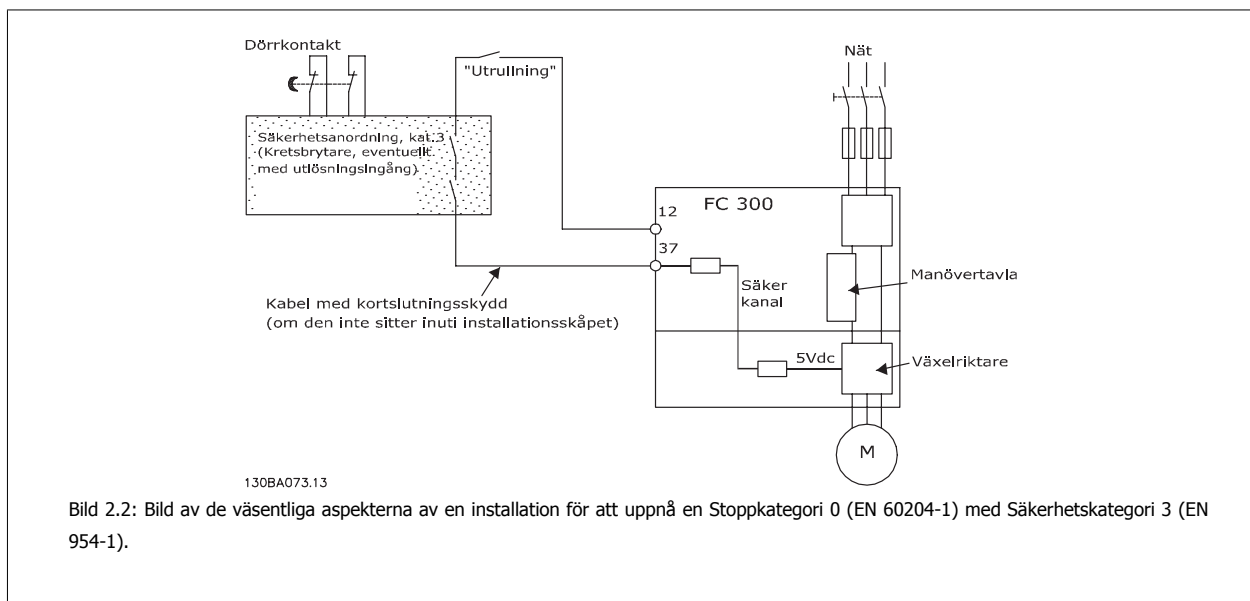 Dörrkontakt
"Utrullning"
Nät
Säkerhetsanordning, kat.3
(Kretsbrytare, eventuellt
med utlösningsingång)
12
FC 300
37
Säker
kanal
Manövertavla
Kabel med kortslutningsskydd
(om den inte sitter inuti installationsskåpet)
5Vdc
Växelriktare
M
130BA073.13
Bild 2.2: Bild av de väsentliga aspekterna av en installation för att uppnå en Stoppkategori 0 (EN 60204-1) med Säkerhetskategori 3 (EN
954-1).